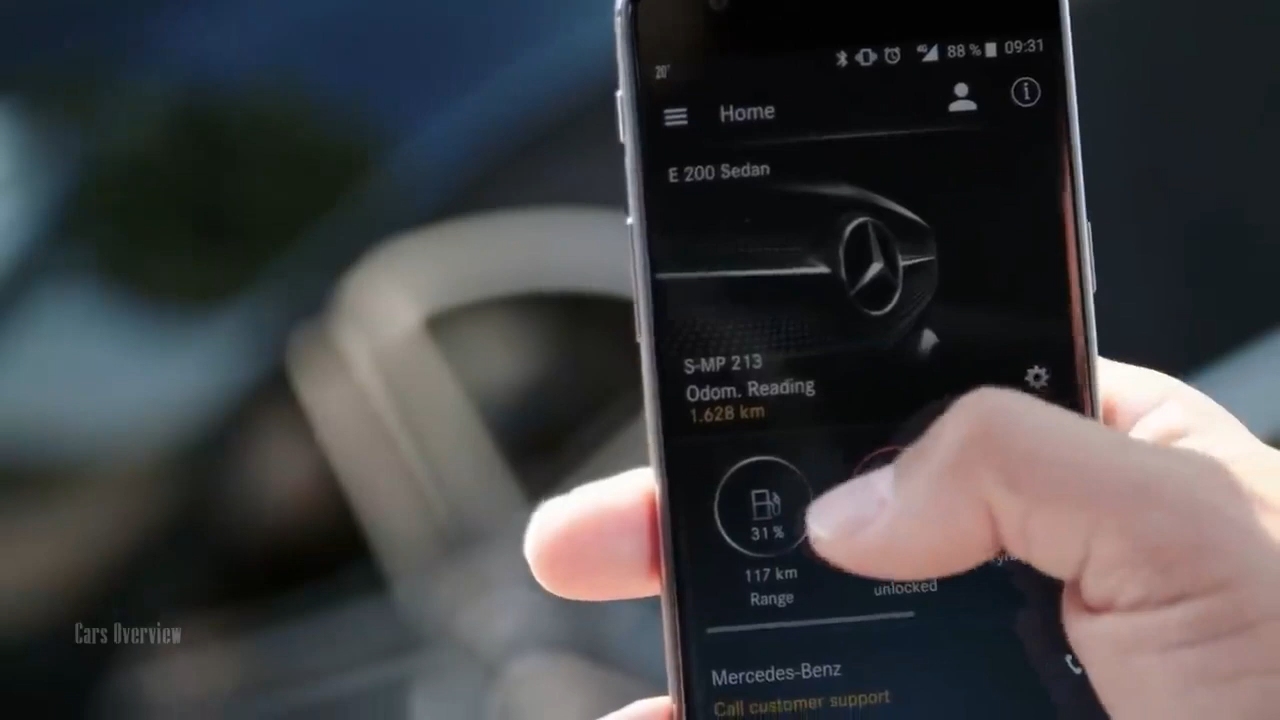 4G 88 % 09:31
20°
Home
E 200 Sedan
S-MP 213
Odom. Reading
1.628 km
31 %
117 km
Range
unlocked
Mercedes-Benz
Call customer support
Cars Overview